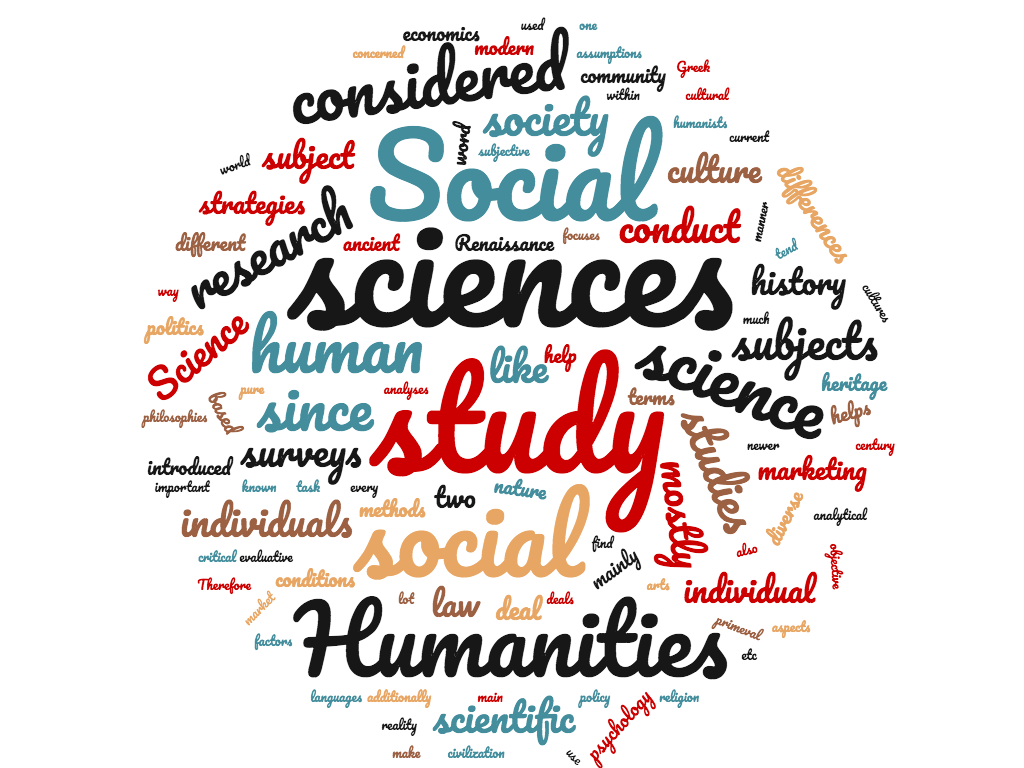 used
one
economics
concerned
modern
assumptions
considered
community
Greek
within
cultural
society
word
humanists
current
Social
subjective
world
subject
culture
differences
strategies
research
conduct
manner
different
ancient
Renaissance
focuses
tend
sciences
history
cultures
way
politics
Science
human
much
subjects
like
help
science
heritage
pure
analyses
terms
philosophies
based
since
study
helps
studies
newer
century
introduced
surveys
marketing
important
known
task
every
two
nature
mostly
diverse
analytical
individuals
methods
social
find
also
objective
critical
evaluative
mainly
Therefore
conditions
arts
individual
market
lot
law
deal
deals
Humanities
primeval
aspects
factors
etc
languages
additionally
main
policy
religion
reality
scientific
psychology
make
civilization
use